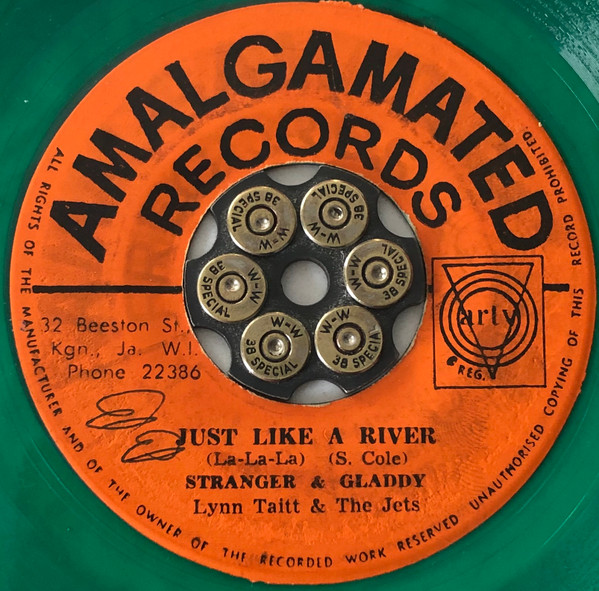 AMALGAMATED
RECORDS
ALL RIGHTS OF THE MANUFACTURER AND OF THE OWNER OF THE RECORDED WORK RESERVED UNAUTHORISED COPYING OF THIS RECORD PROHIBITED.
W-W 38 SPECIAL
W-W 38 SPECIAL
W-W 38 SPECIAL
W-W 38 SPECIAL
W-W 38 SPECIAL
W-W 38 SPECIAL
32 Beeston St.,
Kgn., Ja. W.I.
Phone 22386
arlv
REG.
JUST LIKE A RIVER
(La-La-La) (S. Cole)
STRANGER & GLADDY
Lynn Taitt & The Jets